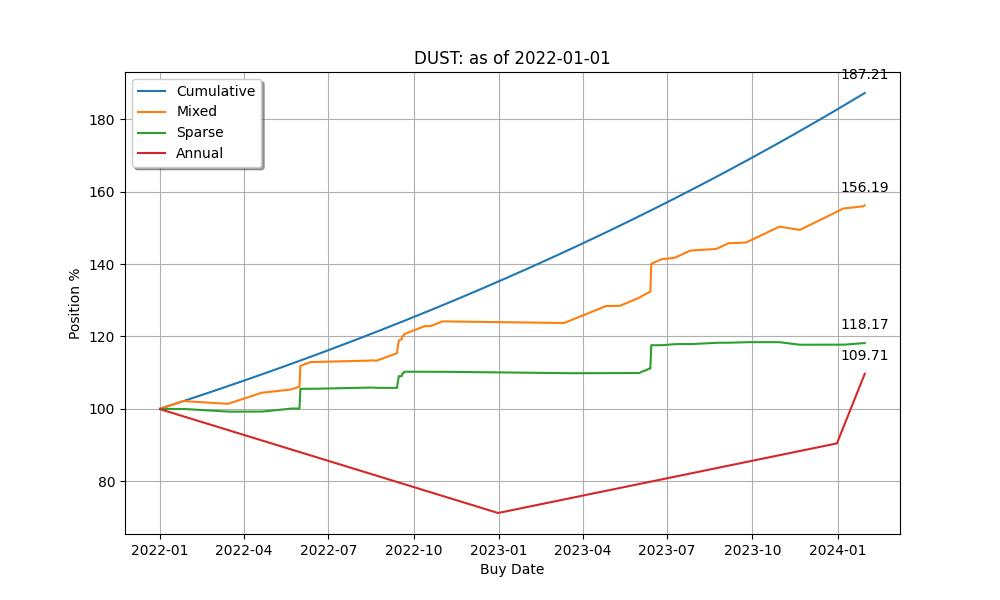 DUST: as of 2022-01-01
187.21
Cumulative
Mixed
Sparse
Annual
156.19
118.17
109.71
180
160
140
120
100
80
Position %
2022-01 2022-04 2022-07 2022-10 2023-01 2023-04 2023-07 2023-10 2024-01
Buy Date